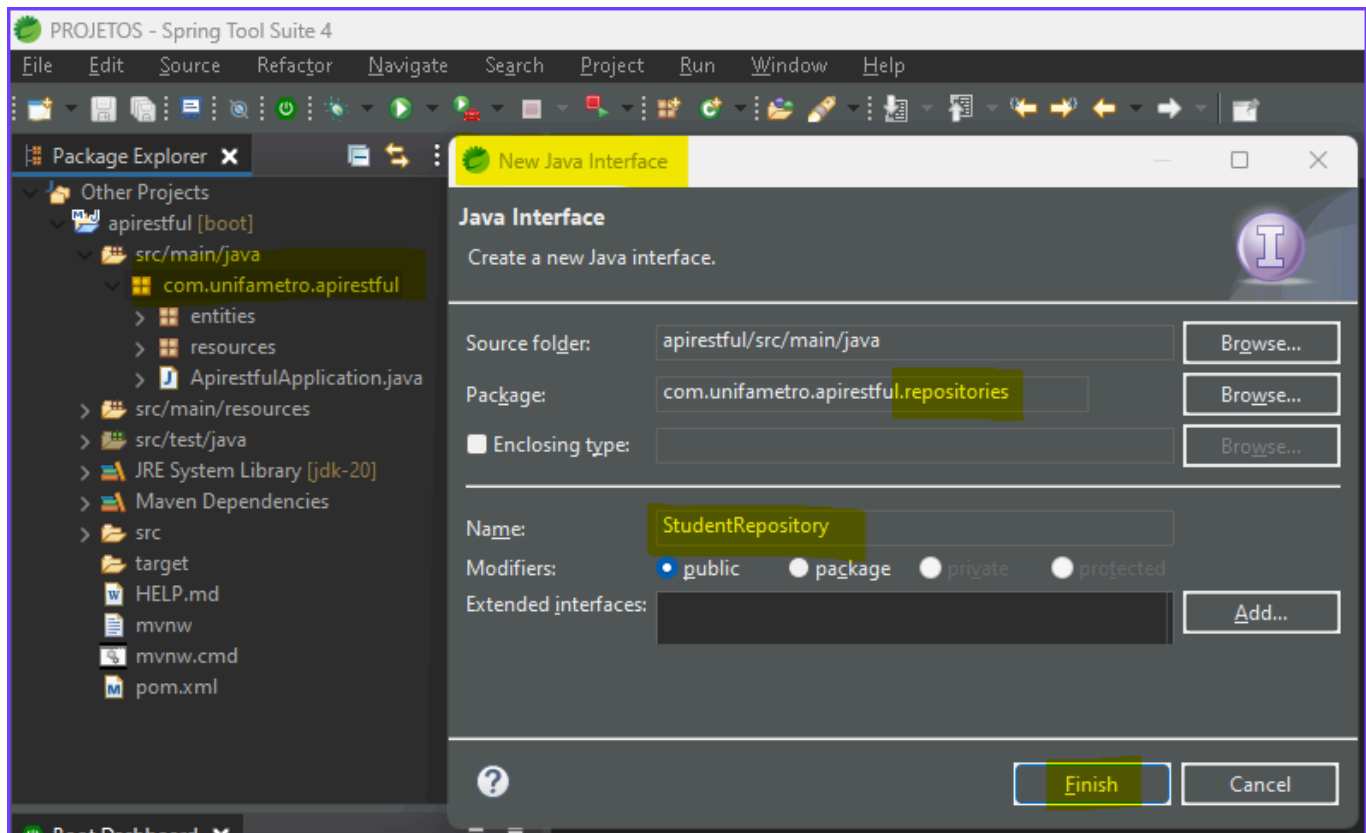 PROJETOS - Spring Tool Suite 4
File Edit Source Refactor Navigate Search Project Run Window Help
Package Explorer
Other Projects
apirestful [boot]
src/main/java
com.unifametro.apirestful
entities
resources
ApirestfulApplication.java
src/main/resources
src/test/java
JRE System Library [jdk-20]
Maven Dependencies
src
target
HELP.md
mvnw
mvnw.cmd
pom.xml
Boot Dashboard
New Java Interface
Java Interface
Create a new Java interface.
Source folder: apirestful/src/main/java Browse...
Package: com.unifametro.apirestful.repositories Browse...
Enclosing type: Browse...
Name: StudentRepository
Modifiers: public package private protected
Extended interfaces: Add...
Finish Cancel